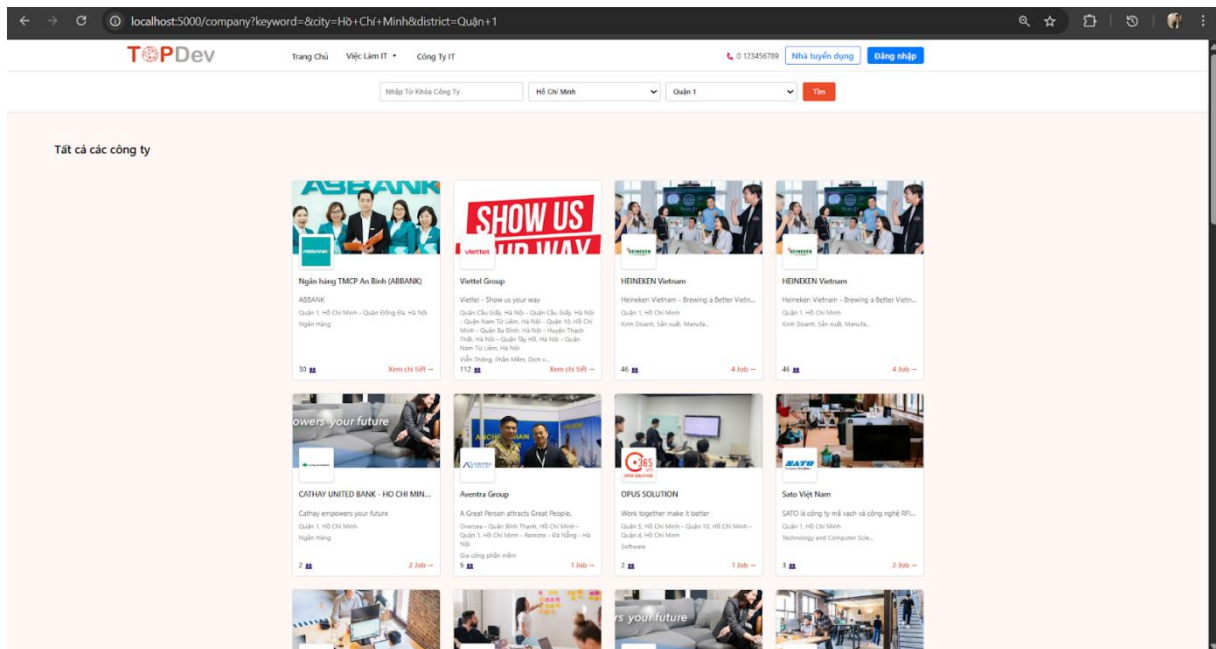 localhost:5000/company?keyword=&city=Hồ+Chí+Minh&district=Quận+1
TOPDev
Trang Chủ
Việc Làm IT
Công Ty IT
0 123456789
Nhà tuyển dụng
Đăng nhập
Nhập Từ Khóa Công Ty
Hồ Chí Minh
Quận 1
Tìm
Tất cả các công ty
ABBANK
ABBANK
Ngân hàng TMCP An Bình (ABBANK)
ABBANK
Quận 1, Hồ Chí Minh - Quận Đống Đa, Hà Nội
Ngân Hàng
30
Xem chi tiết →
SHOW US
OUR WAY
viettel
Viettel Group
Viettel - Show us your way
Quận Cầu Giấy, Hà Nội - Quận Cầu Giấy, Hà Nội
- Quận Nam Từ Liêm, Hà Nội - Quận 10, Hồ Chí
Minh - Quận Ba Đình, Hà Nội - Huyện Thạch
Thất, Hà Nội - Quận Tây Hồ, Hà Nội - Quận
Nam Từ Liêm, Hà Nội
Viễn Thông, Phần Mềm, Dịch v...
112
Xem chi tiết →
HEINEKEN
HEINEKEN Vietnam
Heineken Vietnam - Brewing a Better Vietn...
Quận 1, Hồ Chí Minh
Kinh Doanh, Sản xuất, Manufa...
46
4 Job →
HEINEKEN
HEINEKEN Vietnam
Heineken Vietnam - Brewing a Better Vietn...
Quận 1, Hồ Chí Minh
Kinh Doanh, Sản xuất, Manufa...
46
4 Job →
owers your future
CATHAY UNITED BANK - HO CHI MIN...
Cathay empowers your future
Quận 1, Hồ Chí Minh
Ngân Hàng
2
2 Job →
Aventra Group
A Great Person attracts Great People,
Oversea - Quận Bình Thạnh, Hồ Chí Minh -
Quận 1, Hồ Chí Minh - Remote - Đà Nẵng - Hà
Nội
Gia công phần mềm
5
1 Job →
365
OPUS SOLUTION
OPUS SOLUTION
Work together make it better
Quận 5, Hồ Chí Minh - Quận 10, Hồ Chí Minh -
Quận 4, Hồ Chí Minh
Software
2
1 Job →
SATO
Sato Việt Nam
SATO là công ty mã vạch và công nghệ RFI...
Quận 1, Hồ Chí Minh
Technology and Computer Scie...
3
2 Job →
rs your future